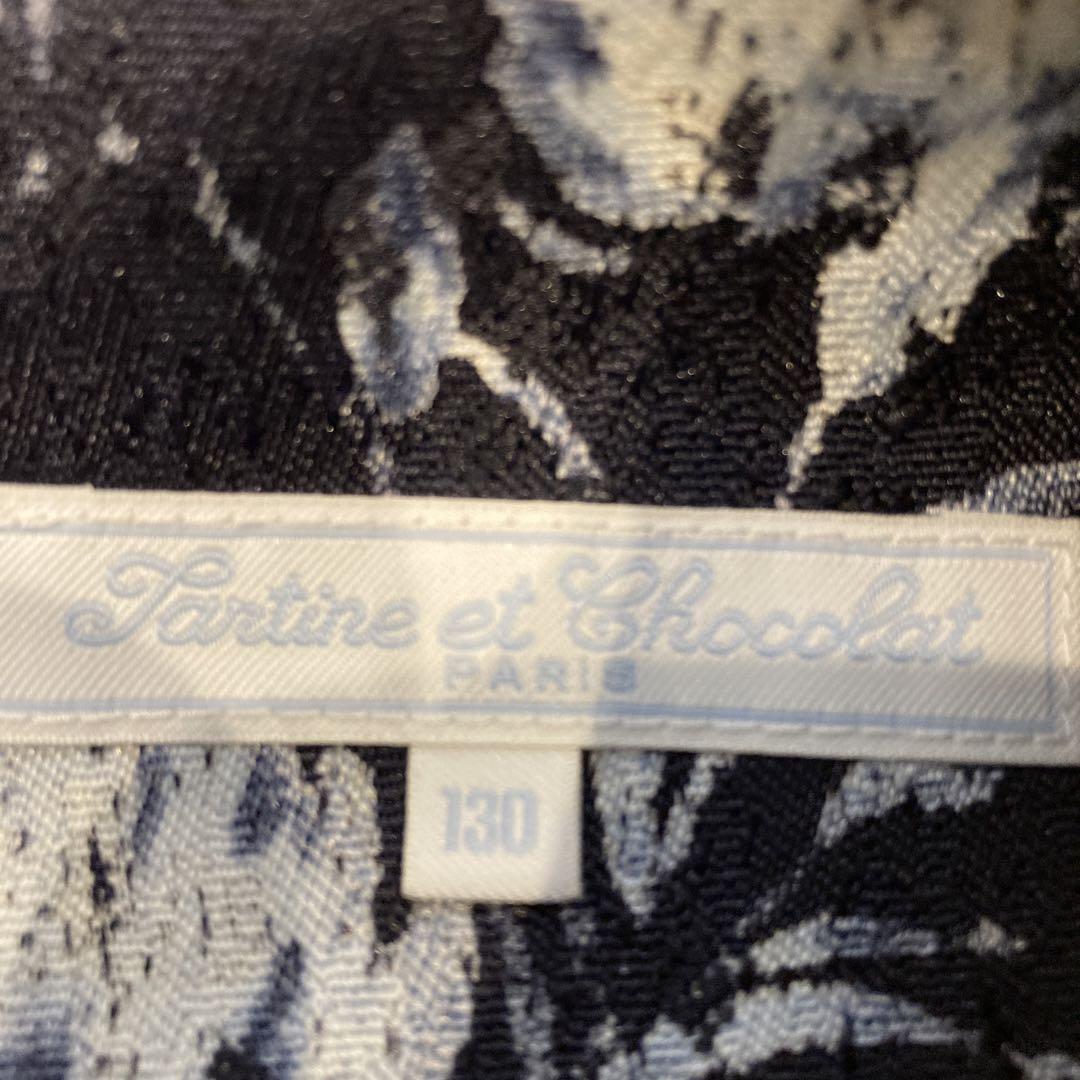 Tartine et Chocolat
PARIS
130